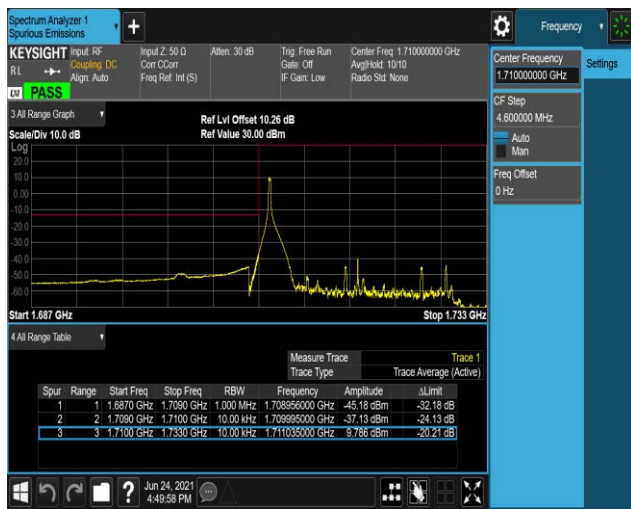 Spectrum Analyzer 1
Spurious Emissions
+
Frequency
KEYSIGHT Input: RF Input Z: 50 Ω Atten: 30 dB Trig: Free Run Center Freq: 1.710000000 GHz
RL Coupling: DC Corr CCorr Gate: Off Avg|Hold: 10/10
Align: Auto Freq Ref: Int (S) IF Gain: Low Radio Std: None
LXI PASS
Center Frequency
1.710000000 GHz
Settings
CF Step
4.600000 MHz
Auto
Man
Freq Offset
0 Hz
3 All Range Graph
Ref Lvl Offset 10.26 dB
Scale/Div 10.0 dB Ref Value 30.00 dBm
Log
20.0
10.0
0.00
-10.0
-20.0
-30.0
-40.0
-50.0
-60.0
Start 1.687 GHz Stop 1.733 GHz
4 All Range Table
Measure Trace Trace 1
Trace Type Trace Average (Active)
Spur Range Start Freq Stop Freq RBW Frequency Amplitude ΔLimit
1 1 1.6870 GHz 1.7090 GHz 1.000 MHz 1.708956000 GHz -45.18 dBm -32.18 dB
2 2 1.7090 GHz 1.7100 GHz 10.00 kHz 1.709995000 GHz -37.13 dBm -24.13 dB
3 3 1.7100 GHz 1.7330 GHz 10.00 kHz 1.711035000 GHz 9.786 dBm -20.21 dB
? Jun 24, 2021
4:49:58 PM